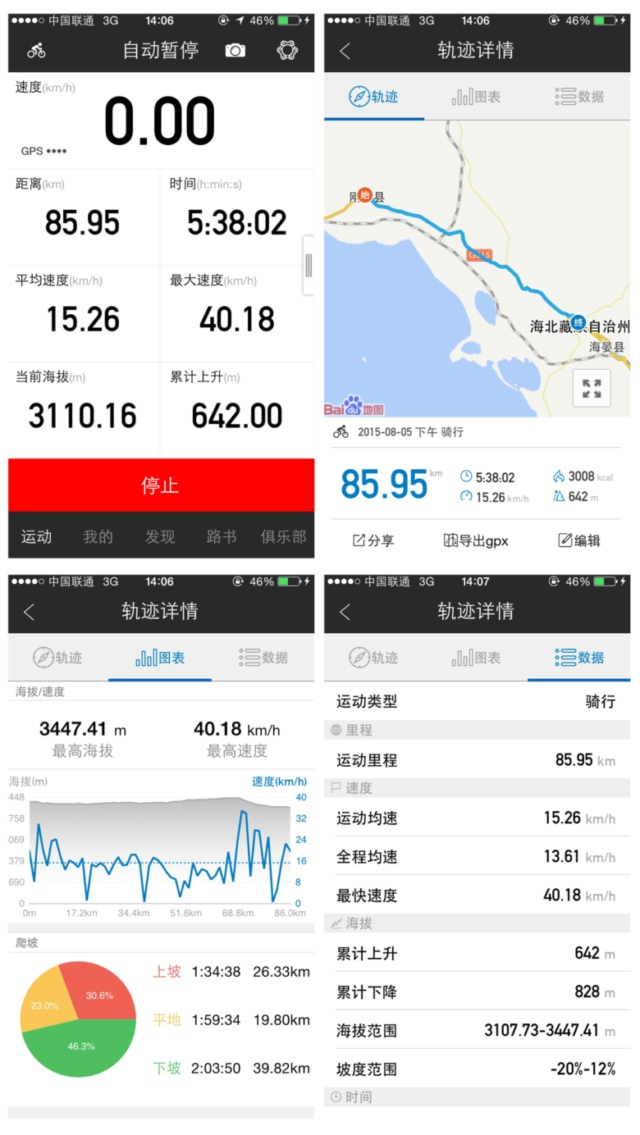 中国联通 3G 14:06 46%
自动暂停
速度(km/h)
0.00
GPS
距离(km) 时间(h:min:s)
85.95 5:38:02
平均速度(km/h) 最大速度(km/h)
15.26 40.18
当前海拔(m) 累计上升(m)
3110.16 642.00
停止
运动 我的 发现 路书 俱乐部
中国联通 3G 14:06 46%
轨迹详情
轨迹 图表 数据
始 县
终
海北藏 自治州
海晏县
Bai du 地图
2015-08-05 下午 骑行
85.95 km
5:38:02 3008 kcal
15.26 km/h 642 m
分享 导出gpx 编辑
中国联通 3G 14:06 46%
轨迹详情
轨迹 图表 数据
海拔/速度
3447.41 m 40.18 km/h
最高海拔 最高速度
海拔(m) 速度(km/h)
448 40
758 32
069 24
379 16
690 8
0 0
0m 17.2km 34.4km 51.6km 68.8km 86.0km
爬坡
30.6%
23.0%
46.3%
上坡 1:34:38 26.33km
平地 1:59:34 19.80km
下坡 2:03:50 39.82km
中国联通 3G 14:07 46%
轨迹详情
轨迹 图表 数据
运动类型 骑行
里程
运动里程 85.95 km
速度
运动均速 15.26 km/h
全程均速 13.61 km/h
最快速度 40.18 km/h
海拔
累计上升 642 m
累计下降 828 m
海拔范围 3107.73-3447.41 m
坡度范围 -20%-12%
时间